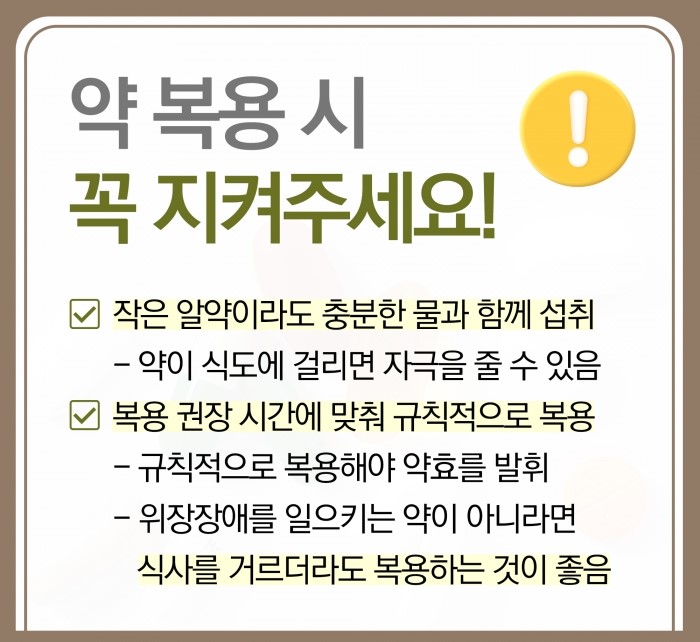 약 복용 시
꼭 지켜주세요!
작은 알약이라도 충분한 물과 함께 섭취
- 약이 식도에 걸리면 자극을 줄 수 있음
복용 권장 시간에 맞춰 규칙적으로 복용
- 규칙적으로 복용해야 약효를 발휘
- 위장장애를 일으키는 약이 아니라면
식사를 거르더라도 복용하는 것이 좋음